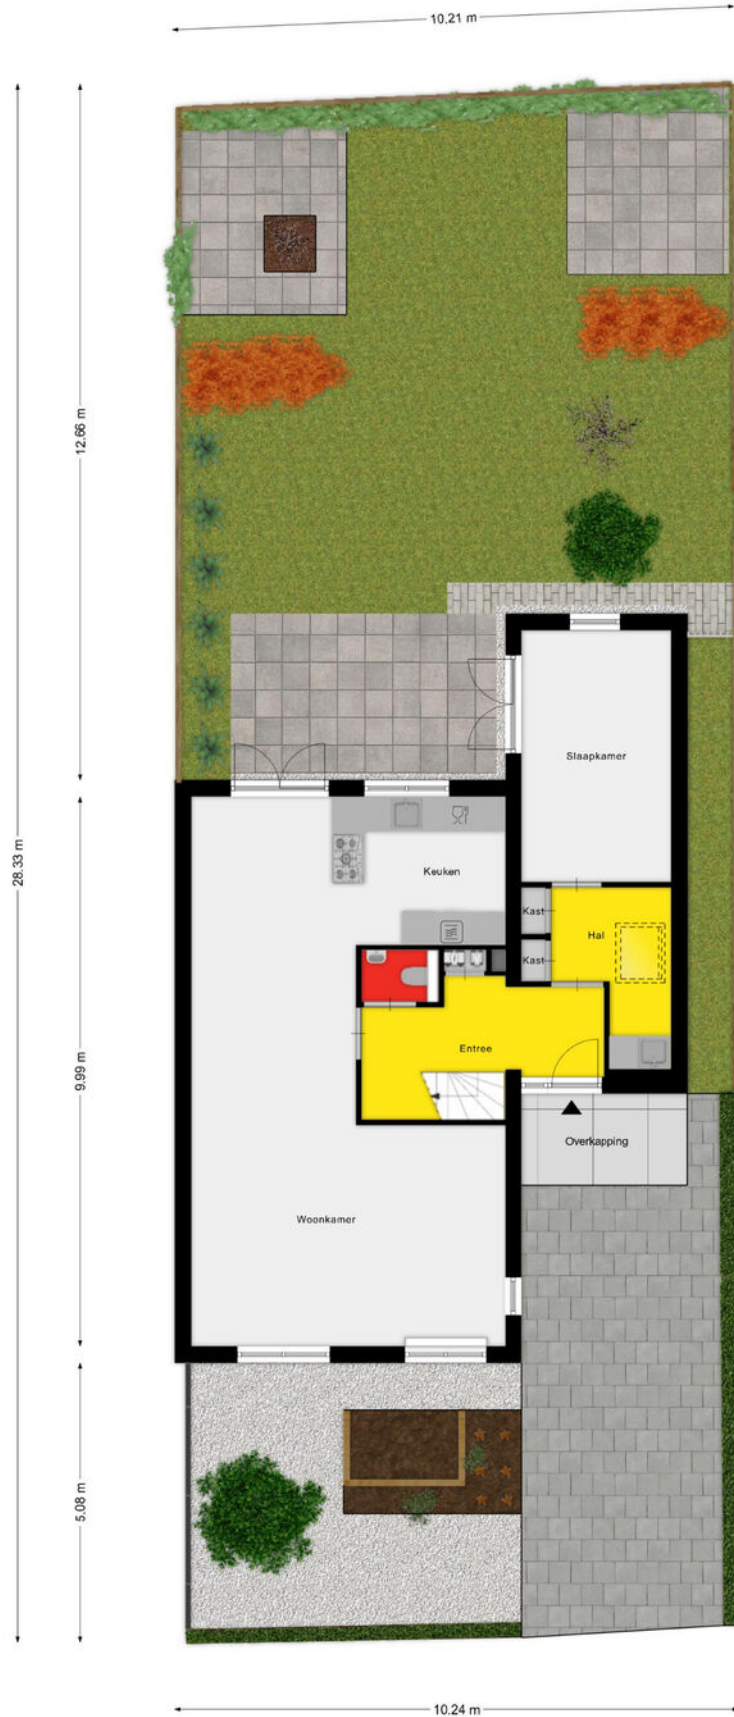 10.21 m
12.66 m
28.33 m
Slaapkamer
Keuken
Kast
Hal
Kast
Entree
9.99 m
Overkapping
Woonkamer
5.08 m
10.24 m